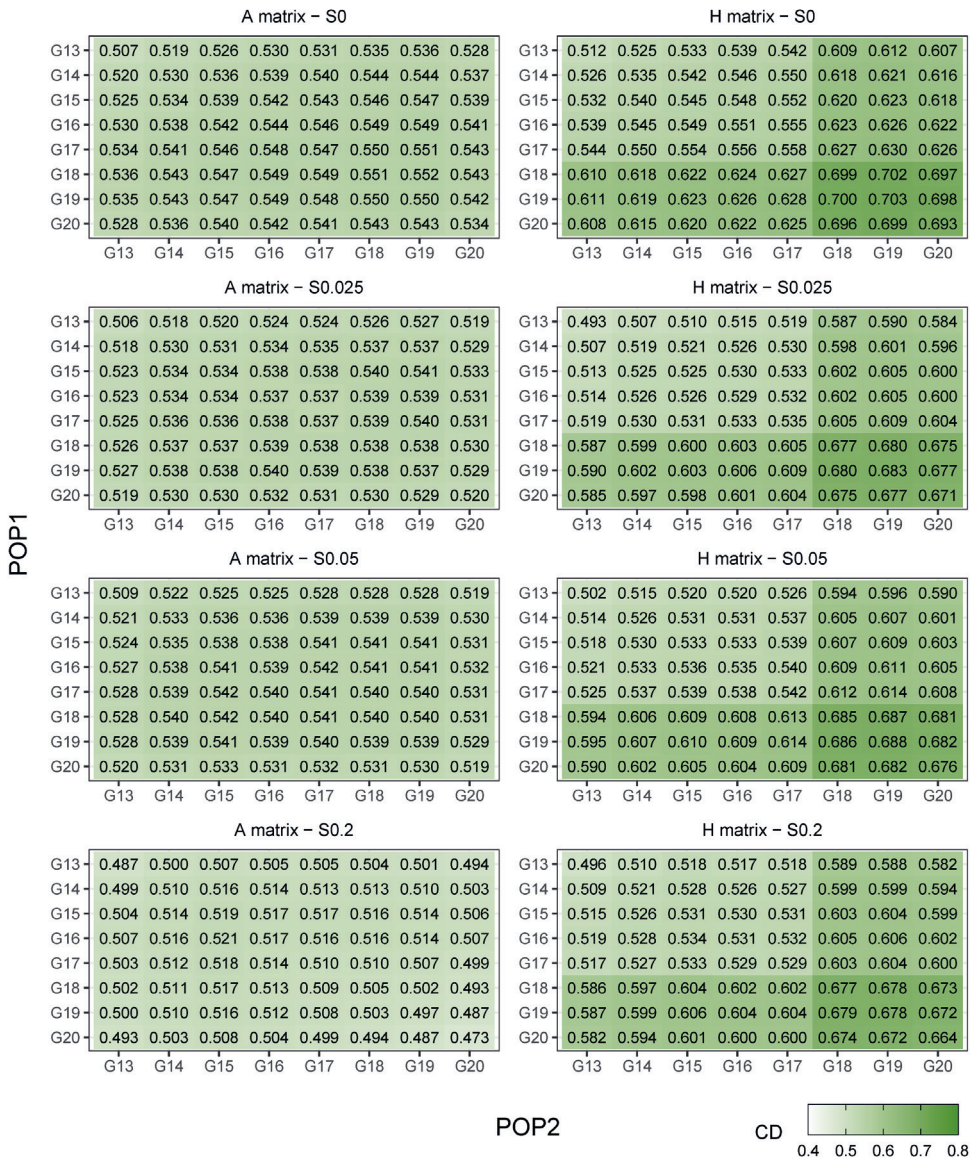 A matrix − S0
G13 0.507 0.519 0.526 0.530 0.531 0.535 0.536 0.528
G14 0.520 0.530 0.536 0.539 0.540 0.544 0.544 0.537
G15 0.525 0.534 0.539 0.542 0.543 0.546 0.547 0.539
G16 0.530 0.538 0.542 0.544 0.546 0.549 0.549 0.541
G17 0.534 0.541 0.546 0.548 0.547 0.550 0.551 0.543
G18 0.536 0.543 0.547 0.549 0.549 0.551 0.552 0.543
G19 0.535 0.543 0.547 0.549 0.548 0.550 0.550 0.542
G20 0.528 0.536 0.540 0.542 0.541 0.543 0.543 0.534
G13 G14 G15 G16 G17 G18 G19 G20
H matrix − S0
G13 0.512 0.525 0.533 0.539 0.542 0.609 0.612 0.607
G14 0.526 0.535 0.542 0.546 0.550 0.618 0.621 0.616
G15 0.532 0.540 0.545 0.548 0.552 0.620 0.623 0.618
G16 0.539 0.545 0.549 0.551 0.555 0.623 0.626 0.622
G17 0.544 0.550 0.554 0.556 0.558 0.627 0.630 0.626
G18 0.610 0.618 0.622 0.624 0.627 0.699 0.702 0.697
G19 0.611 0.619 0.623 0.626 0.628 0.700 0.703 0.698
G20 0.608 0.615 0.620 0.622 0.625 0.696 0.699 0.693
G13 G14 G15 G16 G17 G18 G19 G20
A matrix − S0.025
G13 0.506 0.518 0.520 0.524 0.524 0.526 0.527 0.519
G14 0.518 0.530 0.531 0.534 0.535 0.537 0.537 0.529
G15 0.523 0.534 0.534 0.538 0.538 0.540 0.541 0.533
G16 0.523 0.534 0.534 0.537 0.537 0.539 0.539 0.531
G17 0.525 0.536 0.536 0.538 0.537 0.539 0.540 0.531
G18 0.526 0.537 0.537 0.539 0.538 0.538 0.538 0.530
G19 0.527 0.538 0.538 0.540 0.539 0.538 0.537 0.529
G20 0.519 0.530 0.530 0.532 0.531 0.530 0.529 0.520
G13 G14 G15 G16 G17 G18 G19 G20
H matrix − S0.025
G13 0.493 0.507 0.510 0.515 0.519 0.587 0.590 0.584
G14 0.507 0.519 0.521 0.526 0.530 0.598 0.601 0.596
G15 0.513 0.525 0.525 0.530 0.533 0.602 0.605 0.600
G16 0.514 0.526 0.526 0.529 0.532 0.602 0.605 0.600
G17 0.519 0.530 0.531 0.533 0.535 0.605 0.609 0.604
G18 0.587 0.599 0.600 0.603 0.605 0.677 0.680 0.675
G19 0.590 0.602 0.603 0.606 0.609 0.680 0.683 0.677
G20 0.585 0.597 0.598 0.601 0.604 0.675 0.677 0.671
G13 G14 G15 G16 G17 G18 G19 G20
POP1
A matrix − S0.05
G13 0.509 0.522 0.525 0.525 0.528 0.528 0.528 0.519
G14 0.521 0.533 0.536 0.536 0.539 0.539 0.539 0.530
G15 0.524 0.535 0.538 0.538 0.541 0.541 0.541 0.531
G16 0.527 0.538 0.541 0.539 0.542 0.541 0.541 0.532
G17 0.528 0.539 0.542 0.540 0.541 0.540 0.540 0.531
G18 0.528 0.540 0.542 0.540 0.541 0.540 0.540 0.531
G19 0.528 0.539 0.541 0.539 0.540 0.539 0.539 0.529
G20 0.520 0.531 0.533 0.531 0.532 0.531 0.530 0.519
G13 G14 G15 G16 G17 G18 G19 G20
H matrix − S0.05
G13 0.502 0.515 0.520 0.520 0.526 0.594 0.596 0.590
G14 0.514 0.526 0.531 0.531 0.537 0.605 0.607 0.601
G15 0.518 0.530 0.533 0.533 0.539 0.607 0.609 0.603
G16 0.521 0.533 0.536 0.535 0.540 0.609 0.611 0.605
G17 0.525 0.537 0.539 0.538 0.542 0.612 0.614 0.608
G18 0.594 0.606 0.609 0.608 0.613 0.685 0.687 0.681
G19 0.595 0.607 0.610 0.609 0.614 0.686 0.688 0.682
G20 0.590 0.602 0.605 0.604 0.609 0.681 0.682 0.676
G13 G14 G15 G16 G17 G18 G19 G20
A matrix − S0.2
G13 0.487 0.500 0.507 0.505 0.505 0.504 0.501 0.494
G14 0.499 0.510 0.516 0.514 0.513 0.513 0.510 0.503
G15 0.504 0.514 0.519 0.517 0.517 0.516 0.514 0.506
G16 0.507 0.516 0.521 0.517 0.516 0.516 0.514 0.507
G17 0.503 0.512 0.518 0.514 0.510 0.510 0.507 0.499
G18 0.502 0.511 0.517 0.513 0.509 0.505 0.502 0.493
G19 0.500 0.510 0.516 0.512 0.508 0.503 0.497 0.487
G20 0.493 0.503 0.508 0.504 0.499 0.494 0.487 0.473
G13 G14 G15 G16 G17 G18 G19 G20
H matrix − S0.2
G13 0.496 0.510 0.518 0.517 0.518 0.589 0.588 0.582
G14 0.509 0.521 0.528 0.526 0.527 0.599 0.599 0.594
G15 0.515 0.526 0.531 0.530 0.531 0.603 0.604 0.599
G16 0.519 0.528 0.534 0.531 0.532 0.605 0.606 0.602
G17 0.517 0.527 0.533 0.529 0.529 0.603 0.604 0.600
G18 0.586 0.597 0.604 0.602 0.602 0.677 0.678 0.673
G19 0.587 0.599 0.606 0.604 0.604 0.679 0.678 0.672
G20 0.582 0.594 0.601 0.600 0.600 0.674 0.672 0.664
G13 G14 G15 G16 G17 G18 G19 G20
POP2
CD
0.4 0.5 0.6 0.7 0.8